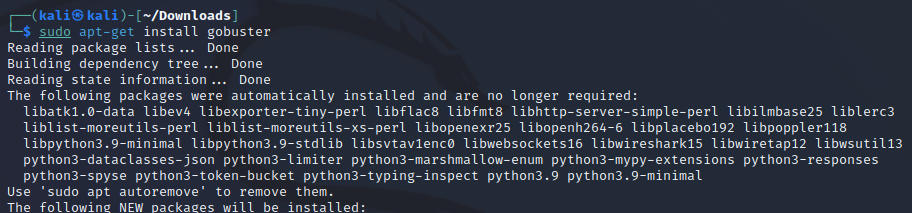 ┌──(kali㉿kali)-[~/Downloads]
└─$ sudo apt-get install gobuster
Reading package lists... Done
Building dependency tree... Done
Reading state information... Done
The following packages were automatically installed and are no longer required:
  libatk1.0-data libev4 libexporter-tiny-perl libflac8 libfmt8 libhttp-server-simple-perl libilmbase25 liblerc3
  liblist-moreutils-perl liblist-moreutils-xs-perl libopenexr25 libopenh264-6 libplacebo192 libpoppler118
  libpython3.9-minimal libpython3.9-stdlib libsvtav1enc0 libwebsockets16 libwireshark15 libwiretap12 libwsutil13
  python3-dataclasses-json python3-limiter python3-marshmallow-enum python3-mypy-extensions python3-responses
  python3-spyse python3-token-bucket python3-typing-inspect python3.9 python3.9-minimal
Use 'sudo apt autoremove' to remove them.
The following NEW packages will be installed: